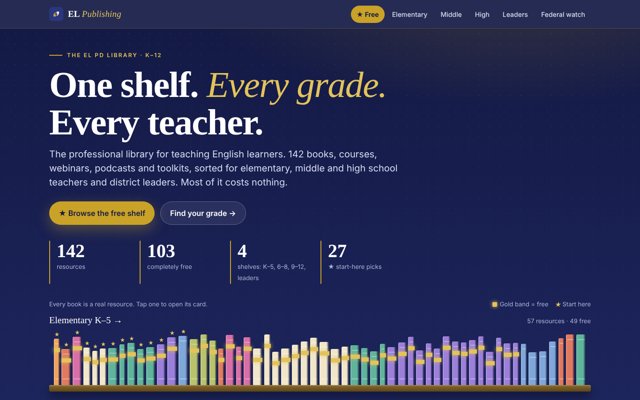 EL Publishing
★ Free
Elementary
Middle
High
Leaders
Federal watch
THE EL PD LIBRARY · K–12
One shelf. Every grade.
Every teacher.
The professional library for teaching English learners. 142 books, courses,
webinars, podcasts and toolkits, sorted for elementary, middle and high school
teachers and district leaders. Most of it costs nothing.
★ Browse the free shelf
Find your grade →
142
resources
103
completely free
4
shelves: K–5, 6–8, 9–12,
leaders
27
★ start-here picks
Every book is a real resource. Tap one to open its card.
Gold band = free
★ Start here
Elementary K–5 →
57 resources · 49 free